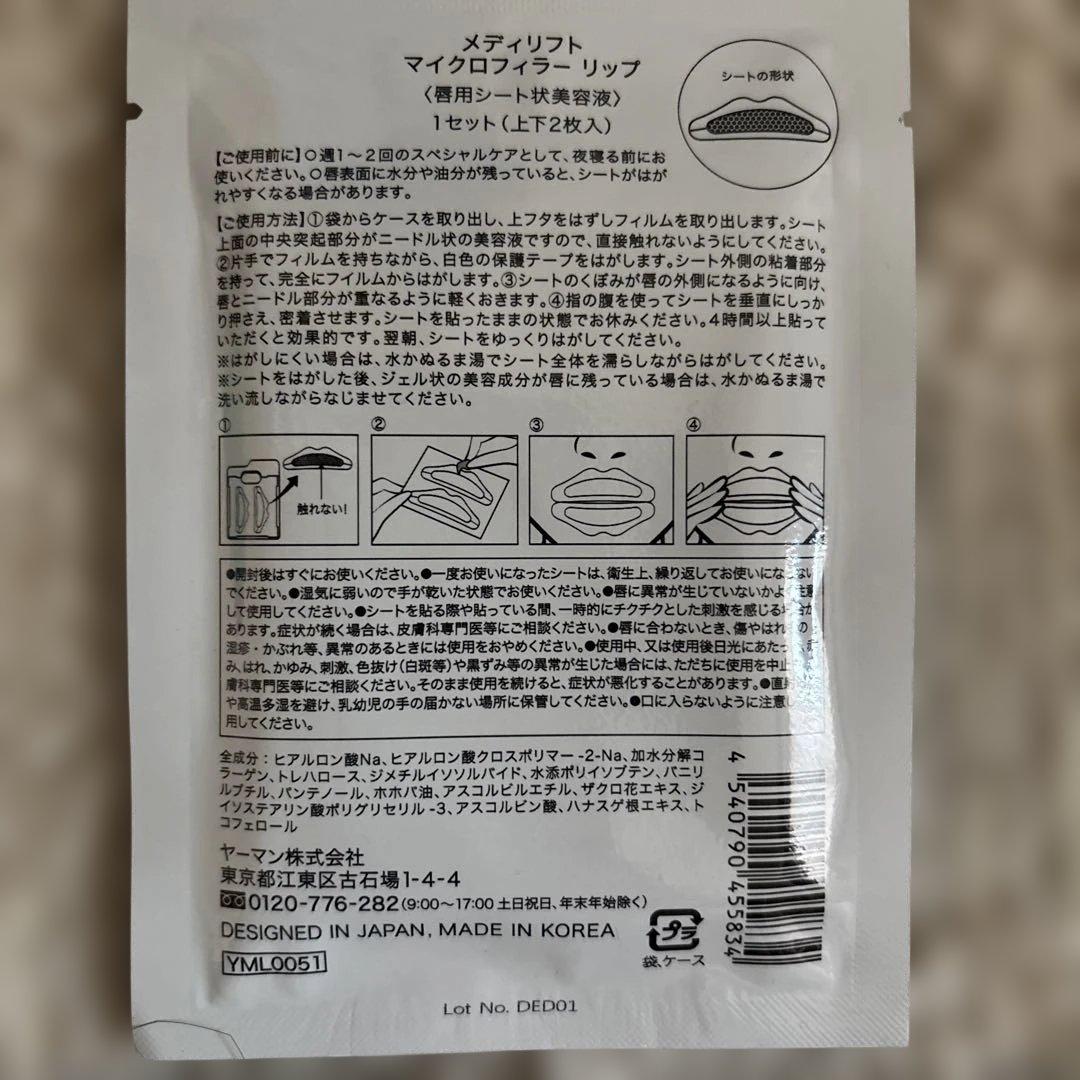 メディリフト
マイクロフィラー リップ
〈唇用シート状美容液〉
1セット（上下2枚入）
シートの形状
【ご使用前に】○週1～2回のスペシャルケアとして、夜寝る前にお
使いください。○唇表面に水分や油分が残っていると、シートがはが
れやすくなる場合があります。
【ご使用方法】①袋からケースを取り出し、上フタをはずしフィルムを取り出します。シート
上面の中央突起部分がニードル状の美容液ですので、直接触れないようにしてください。
②片手でフィルムを持ちながら、白色の保護テープをはがします。シート外側の粘着部分
を持って、完全にフイルムからはがします。③シートのくぼみが唇の外側になるように向け、
唇とニードル部分が重なるように軽くおきます。④指の腹を使ってシートを垂直にしっか
り押さえ、密着させます。シートを貼ったままの状態でお休みください。4時間以上貼って
いただくと効果的です。翌朝、シートをゆっくりはがしてください。
※はがしにくい場合は、水かぬるま湯でシート全体を濡らしながらはがしてください。
※シートをはがした後、ジェル状の美容成分が唇に残っている場合は、水かぬるま湯で
洗い流しながらなじませてください。
① ② ③ ④
触れない!
●開封後はすぐにお使いください。●一度お使いになったシートは、衛生上、繰り返してお使いにな
でください。●湿気に弱いので手が乾いた状態でお使いください。●唇に異常が生じていないかよ 注意
して使用してください。●シートを貼る際や貼っている間、一時的にチクチクとした刺激を感じる場合が
あります。症状が続く場合は、皮膚科専門医等にご相談ください。●唇に合わないとき、傷やはれ
湿疹・かぶれ等、異常のあるときには使用をおやめください。●使用中、又は使用後日光にあたっ
み、はれ、かゆみ、刺激、色抜け（白斑等）や黒ずみ等の異常が生じた場合には、ただちに使用を中止
膚科専門医等にご相談ください。そのまま使用を続けると、症状が悪化することがあります。●直射
や高温多湿を避け、乳幼児の手の届かない場所に保管してください。●口に入らないように注意し
用してください。
全成分：ヒアルロン酸Na、ヒアルロン酸クロスポリマー-2-Na、加水分解コ
ラーゲン、トレハロース、ジメチルイソソルバイド、水添ポリイソブテン、バニリ
ルブチル、パンテノール、ホホバ油、アスコルビルエチル、ザクロ花エキス、ジ
イソステアリン酸ポリグリセリル-3、アスコルビン酸、ハナスゲ根エキス、ト
コフェロール
ヤーマン株式会社
東京都江東区古石場1-4-4
0120-776-282(9:00～17:00 土日祝日、年末年始除く)
DESIGNED IN JAPAN, MADE IN KOREA
YML0051
プラ
袋、ケース
4 540790 455834
Lot No. DED01